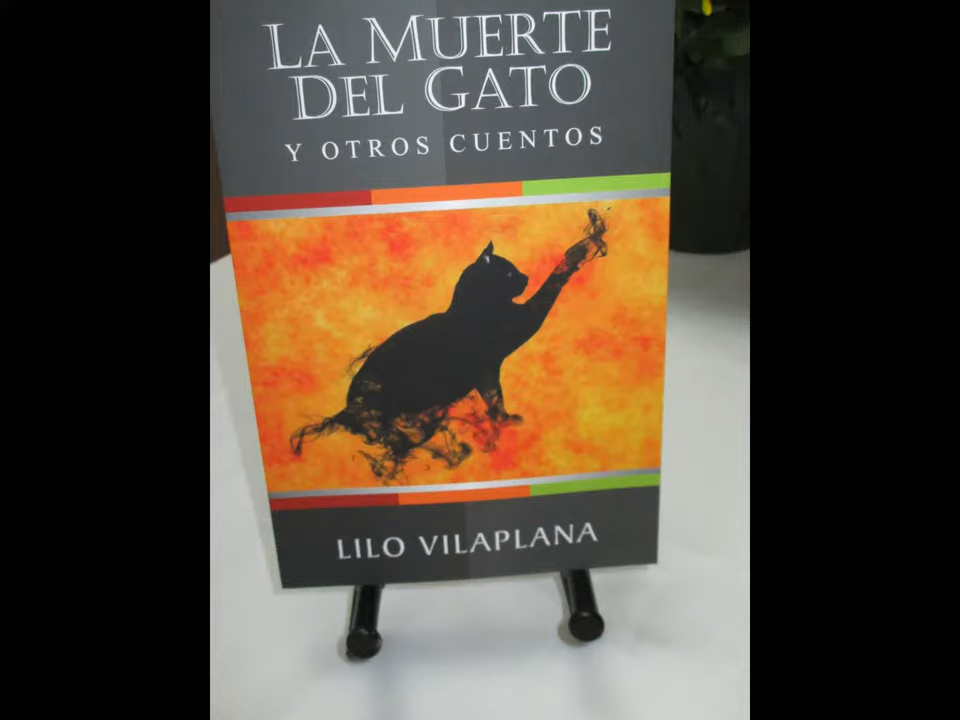 LA MUERTE
DEL GATO
Y OTROS CUENTOS
LILO VILAPLANA